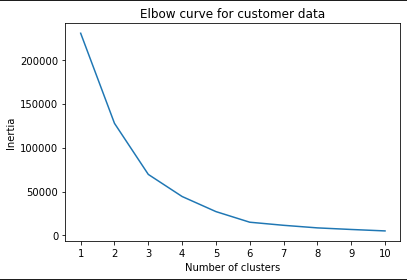 Elbow curve for customer data
200000
150000
100000
50000
0
Inertia
1 2 3 4 5 6 7 8 9 10
Number of clusters